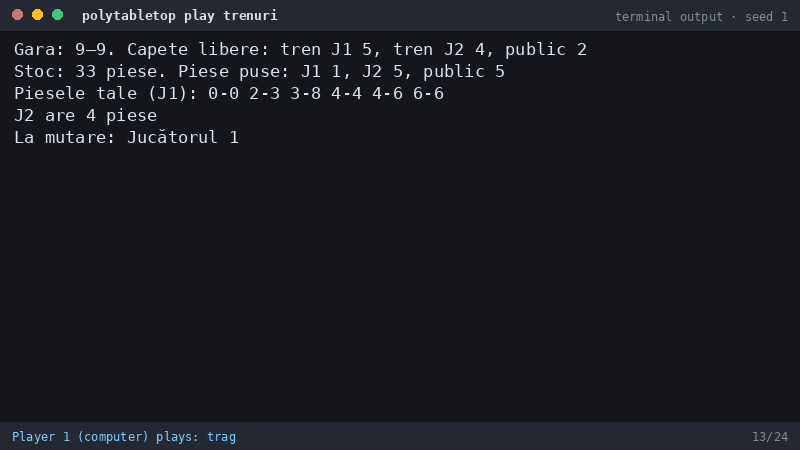 polytabletop play trenuri
terminal output · seed 1
Gara: 9–9. Capete libere: tren J1 5, tren J2 4, public 2
Stoc: 33 piese. Piese puse: J1 1, J2 5, public 5
Piesele tale (J1): 0-0 2-3 3-8 4-4 4-6 6-6
J2 are 4 piese
La mutare: Jucătorul 1
Player 1 (computer) plays: trag
13/24